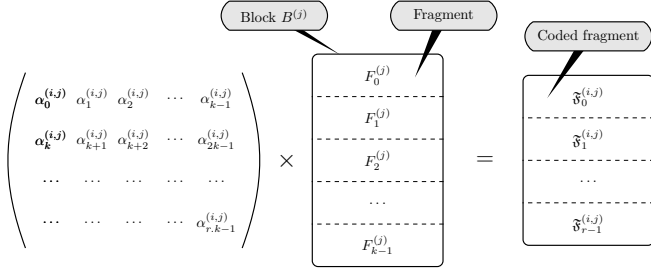 Block B^{(j)} Fragment Coded fragment
α_0^{(i,j)} α_1^{(i,j)} α_2^{(i,j)} ⋯ α_{k-1}^{(i,j)}
α_k^{(i,j)} α_{k+1}^{(i,j)} α_{k+2}^{(i,j)} ⋯ α_{2k-1}^{(i,j)}
⋯ ⋯ ⋯ ⋯ ⋯
⋯ ⋯ ⋯ ⋯ α_{r.k-1}^{(i,j)}
×
F_0^{(j)}
F_1^{(j)}
F_2^{(j)}
⋯
F_{k-1}^{(j)}
=
𝔉_0^{(i,j)}
𝔉_1^{(i,j)}
⋯
𝔉_{r-1}^{(i,j)}